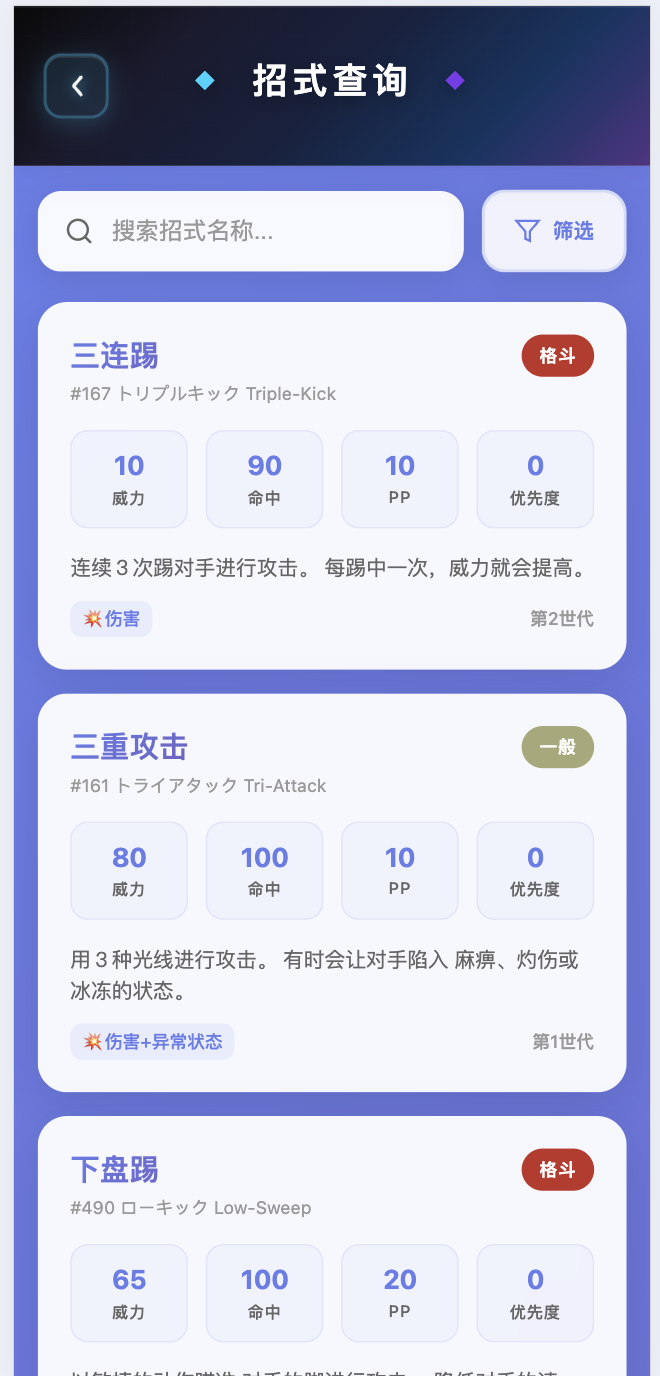 招式查询
搜索招式名称...
筛选
三连踢
格斗
#167 トリプルキック Triple-Kick
10
90
10
0
威力
命中
PP
优先度
连续３次踢对手进行攻击。 每踢中一次，威力就会提高。
💥伤害
第2世代
三重攻击
一般
#161 トライアタック Tri-Attack
80
100
10
0
威力
命中
PP
优先度
用３种光线进行攻击。 有时会让对手陷入 麻痹、灼伤或
冰冻的状态。
💥伤害+异常状态
第1世代
下盘踢
格斗
#490 ローキック Low-Sweep
65
100
20
0
威力
命中
PP
优先度